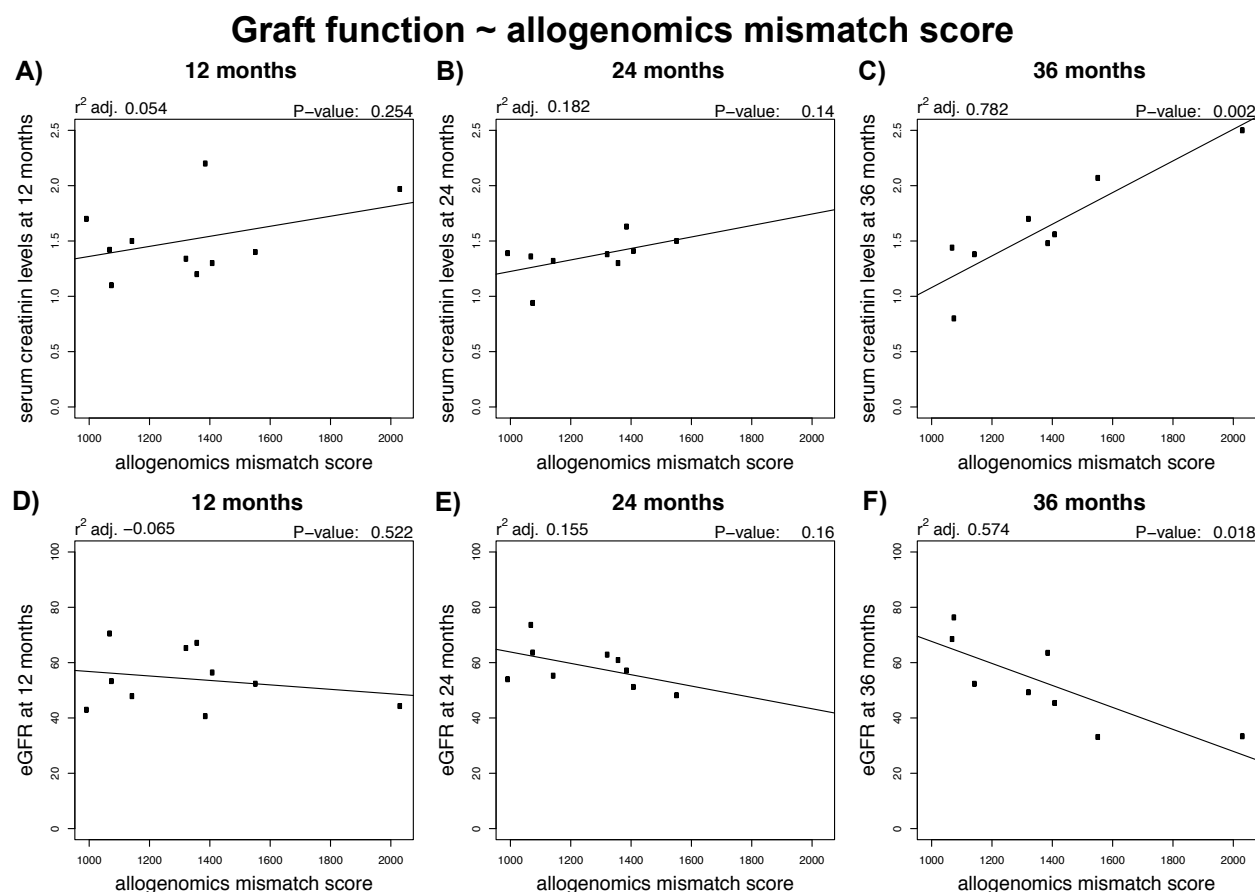 Graft function ~ allogenomics mismatch score
A) 12 months
r² adj. 0.054 P−value: 0.254
serum creatinin levels at 12 months
0.0 0.5 1.0 1.5 2.0 2.5
1000 1200 1400 1600 1800 2000
allogenomics mismatch score
B) 24 months
r² adj. 0.182 P−value: 0.14
serum creatinin levels at 24 months
0.0 0.5 1.0 1.5 2.0 2.5
1000 1200 1400 1600 1800 2000
allogenomics mismatch score
C) 36 months
r² adj. 0.782 P−value: 0.002
serum creatinin levels at 36 months
0.0 0.5 1.0 1.5 2.0 2.5
1000 1200 1400 1600 1800 2000
allogenomics mismatch score
D) 12 months
r² adj. −0.065 P−value: 0.522
eGFR at 12 months
0 20 40 60 80 100
1000 1200 1400 1600 1800 2000
allogenomics mismatch score
E) 24 months
r² adj. 0.155 P−value: 0.16
eGFR at 24 months
0 20 40 60 80 100
1000 1200 1400 1600 1800 2000
allogenomics mismatch score
F) 36 months
r² adj. 0.574 P−value: 0.018
eGFR at 36 months
0 20 40 60 80 100
1000 1200 1400 1600 1800 2000
allogenomics mismatch score